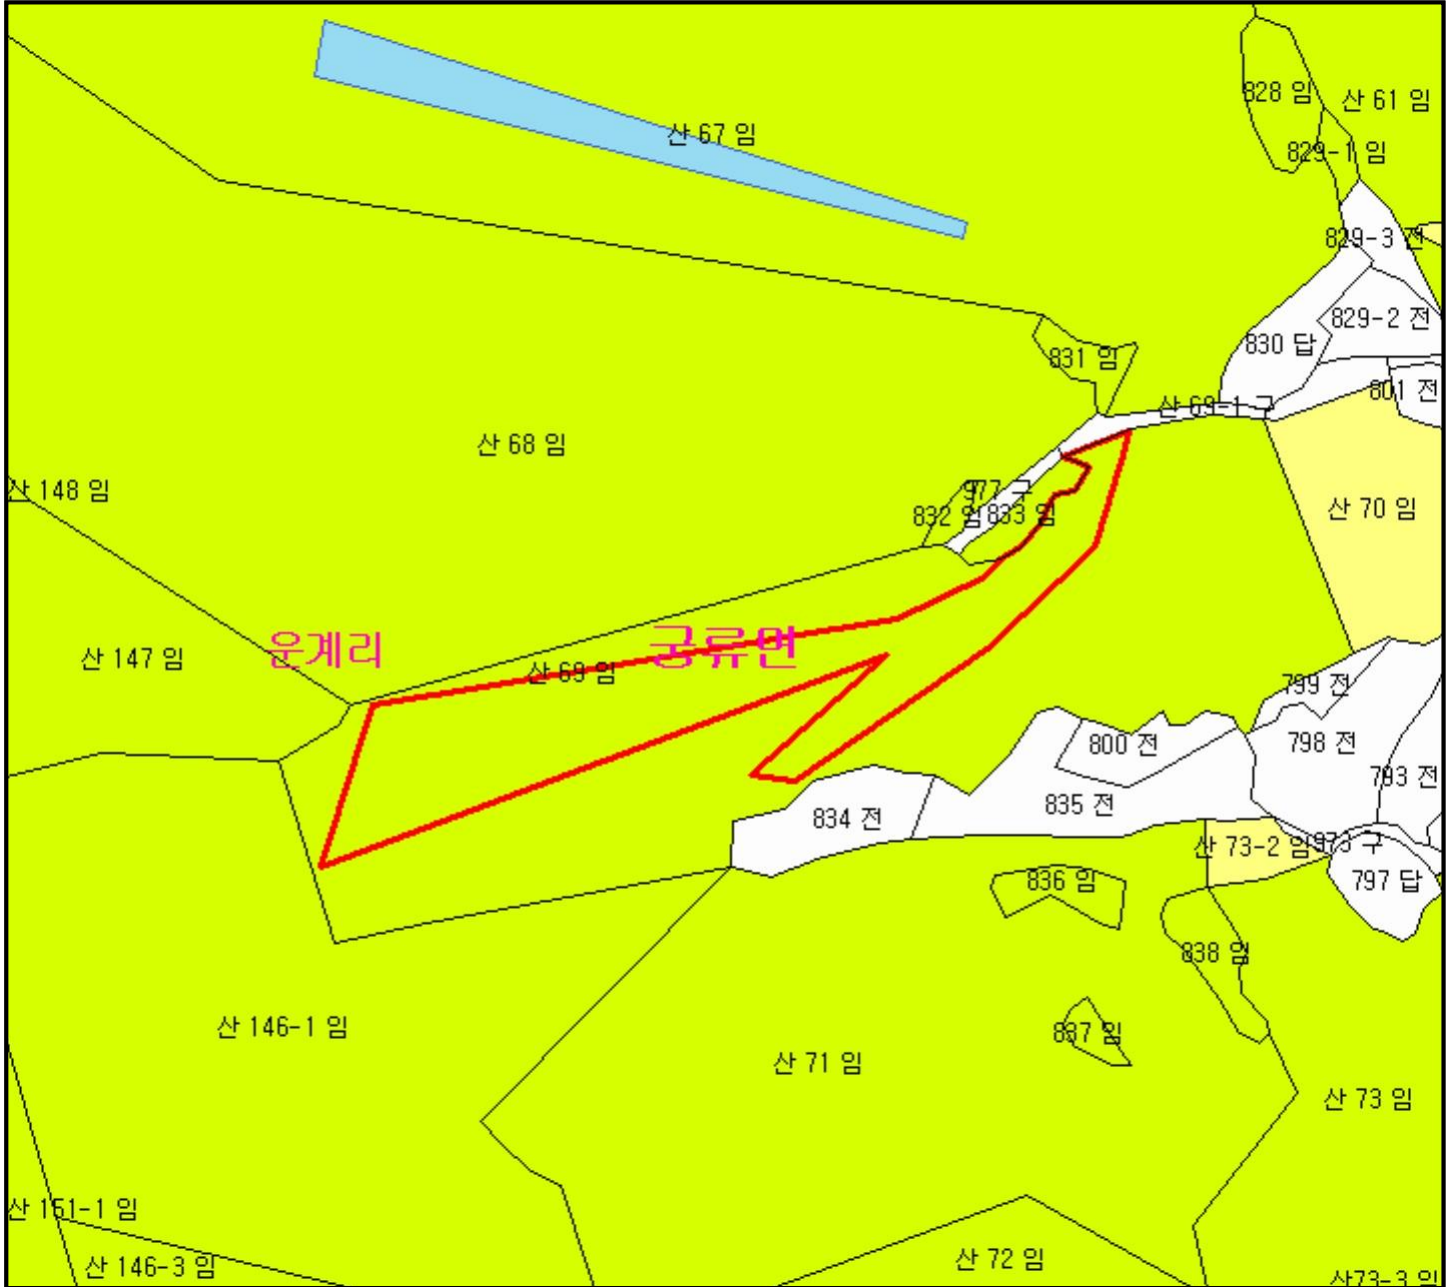 828 임
산 61 임
산 67 임
829-1 임
829-3 전
829-2 전
830 답
831 임
801 전
산 69-1 구
산 68 임
산 148 임
977 구
832 임
833 임
산 70 임
운계리
궁류면
산 147 임
산 69 임
799 전
800 전
798 전
793 전
835 전
834 전
산 73-2 임
973 구
836 임
797 답
838 임
산 146-1 임
837 임
산 71 임
산 73 임
산 151-1 임
산 72 임
산 146-3 임
산73-3 임